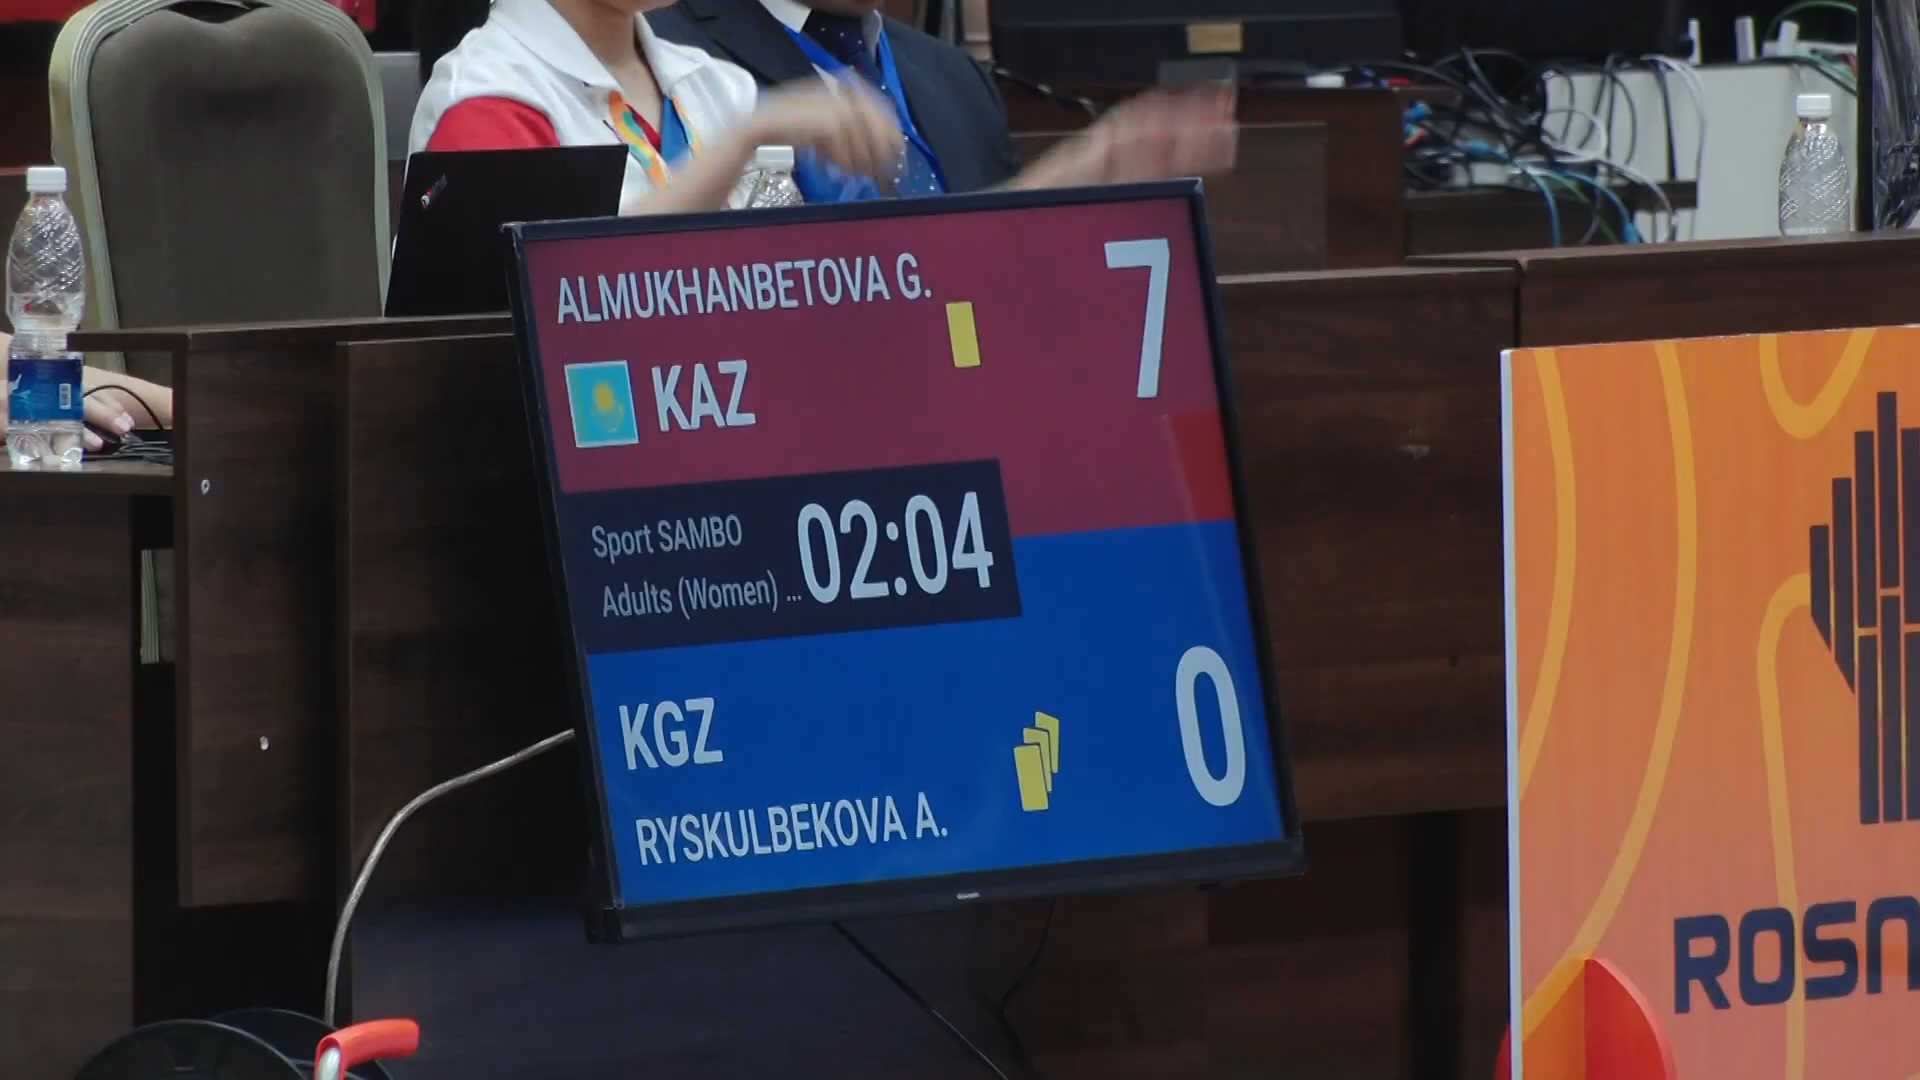 ALMUKHANBETOVA G.
7
KAZ
Sport SAMBO
02:04
Adults (Women) ...
KGZ
0
RYSKULBEKOVA A.
ROSN